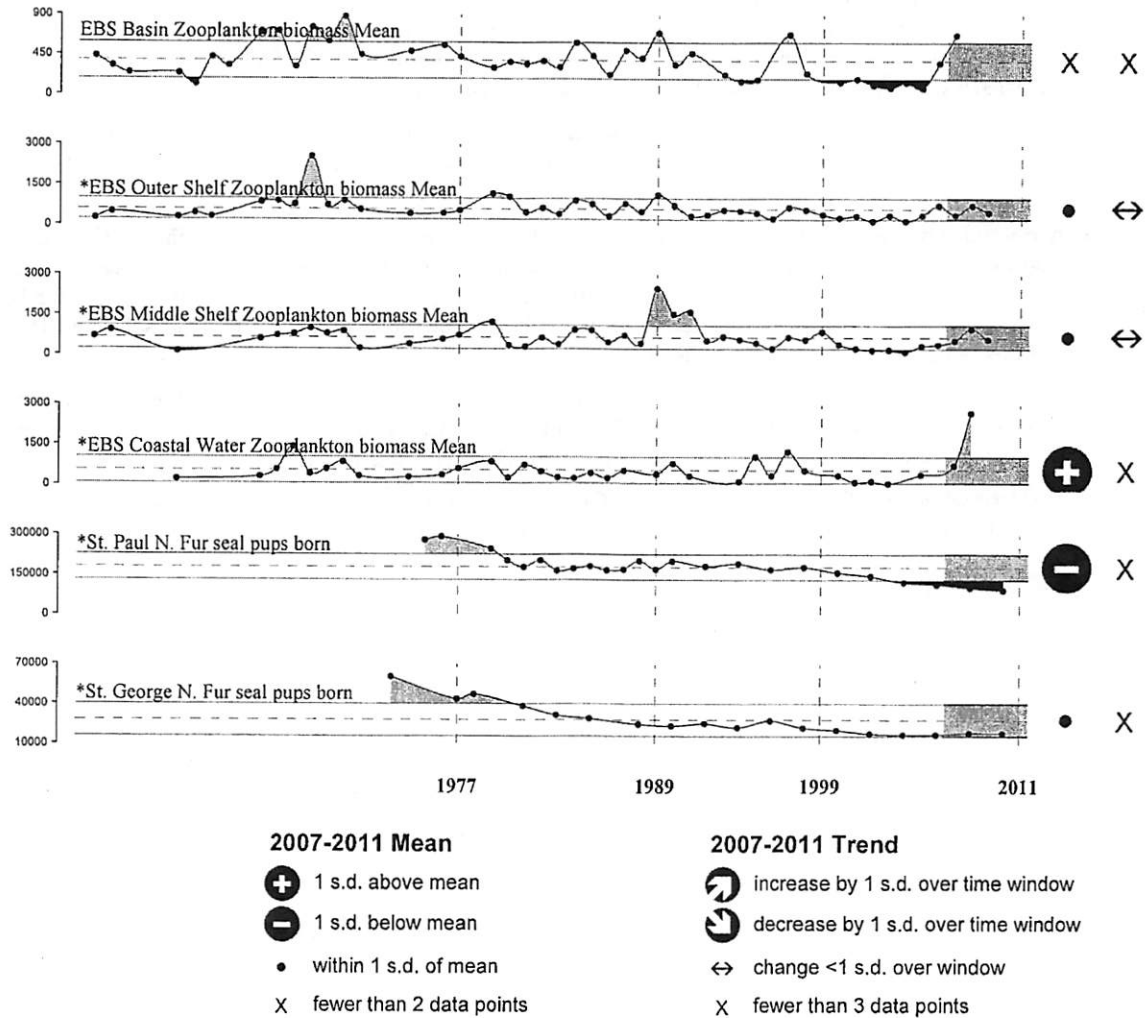 900
EBS Basin Zooplankton biomass Mean
450
0
X X
3000
*EBS Outer Shelf Zooplankton biomass Mean
1500
0
3000
*EBS Middle Shelf Zooplankton biomass Mean
1500
0
3000
*EBS Coastal Water Zooplankton biomass Mean
1500
0
X
300000
*St. Paul N. Fur seal pups born
150000
0
X
70000
*St. George N. Fur seal pups born
40000
10000
X
1977 1989 1999 2011
2007-2011 Mean
1 s.d. above mean
1 s.d. below mean
within 1 s.d. of mean
X fewer than 2 data points
2007-2011 Trend
increase by 1 s.d. over time window
decrease by 1 s.d. over time window
change <1 s.d. over window
X fewer than 3 data points